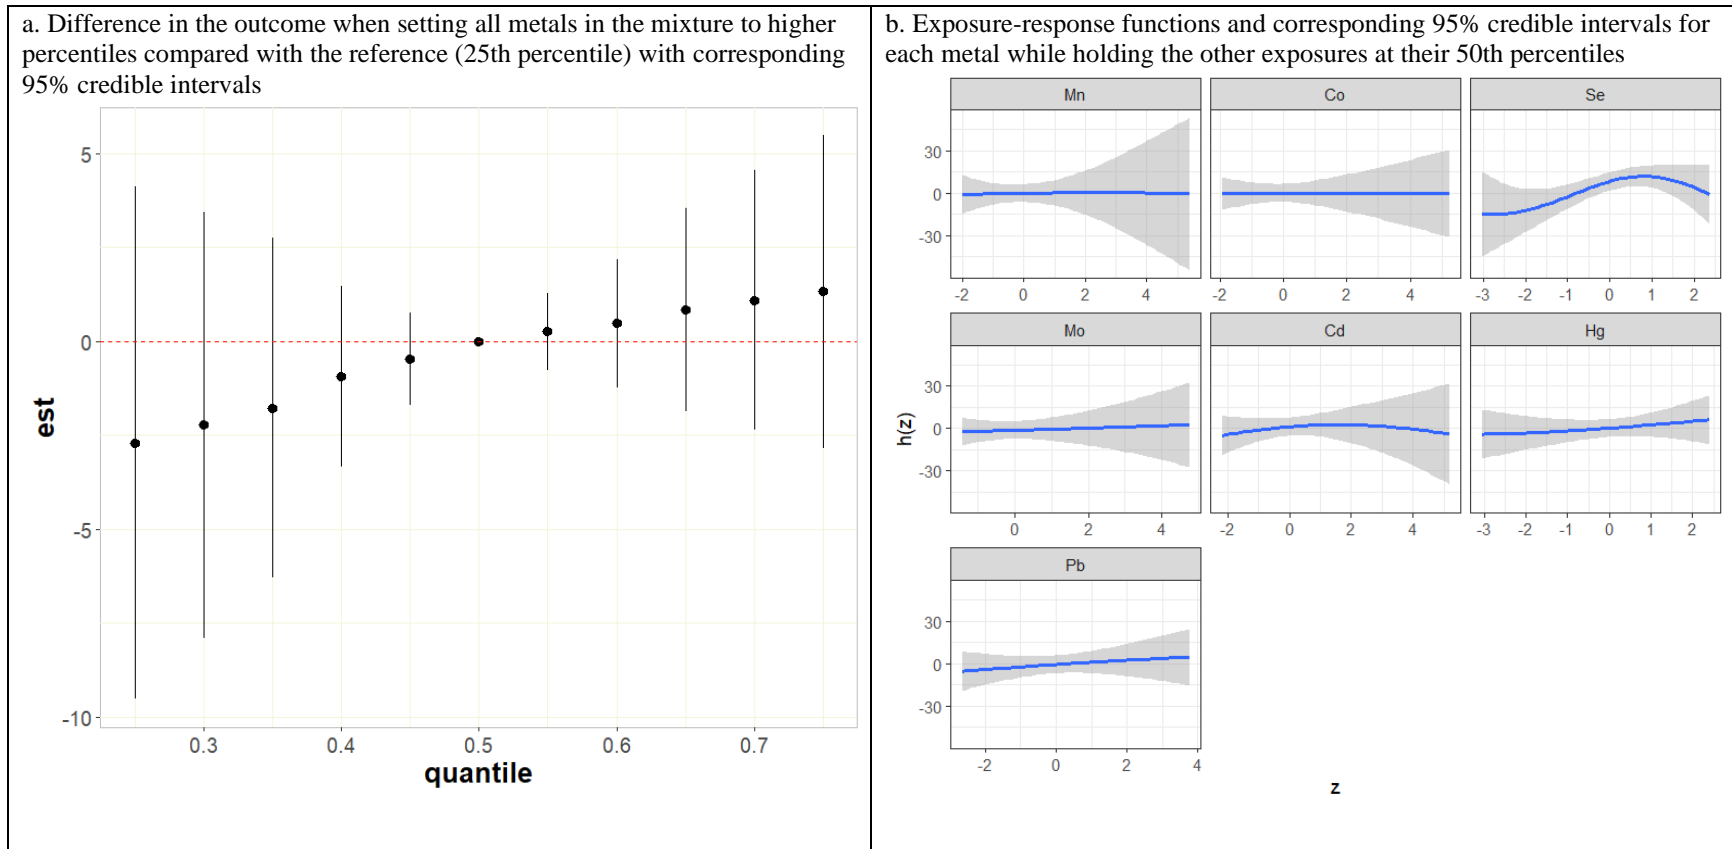 a. Difference in the outcome when setting all metals in the mixture to higher
percentiles compared with the reference (25th percentile) with corresponding
95% credible intervals
5
0
-5
-10
est
0.3 0.4 0.5 0.6 0.7
quantile
b. Exposure-response functions and corresponding 95% credible intervals for
each metal while holding the other exposures at their 50th percentiles
Mn Co Se
30
0
-30
-2 0 2 4 -2 0 2 4 -3 -2 -1 0 1 2
Mo Cd Hg
30
0
-30
h(z)
0 2 4 -2 0 2 4 -3 -2 -1 0 1 2
Pb
30
0
-30
-2 0 2 4
z